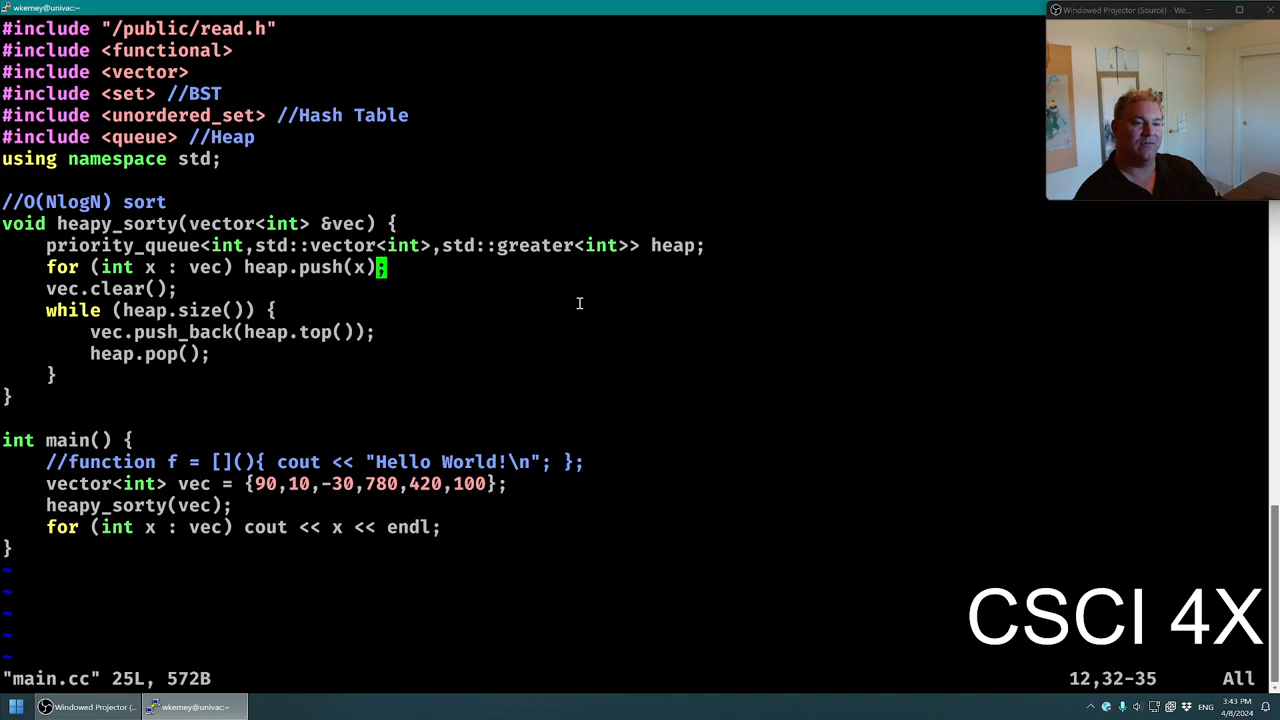 wkerney@univac:~
Windowed Projector (Source) - We...
#include "/public/read.h"
#include <functional>
#include <vector>
#include <set> //BST
#include <unordered_set> //Hash Table
#include <queue> //Heap
using namespace std;
//O(NlogN) sort
void heapy_sorty(vector<int> &vec) {
    priority_queue<int,std::vector<int>,std::greater<int>> heap;
    for (int x : vec) heap.push(x);
    vec.clear();
    while (heap.size()) {
        vec.push_back(heap.top());
        heap.pop();
    }
}
int main() {
    //function f = [](){ cout << "Hello World!\n"; };
    vector<int> vec = {90,10,-30,780,420,100};
    heapy_sorty(vec);
    for (int x : vec) cout << x << endl;
}
~
~
~
~
~
CSCI 4X
"main.cc" 25L, 572B 12,32-35 All
Windowed Projector (... wkerney@univac:~ ENG 3:43 PM
4/8/2024